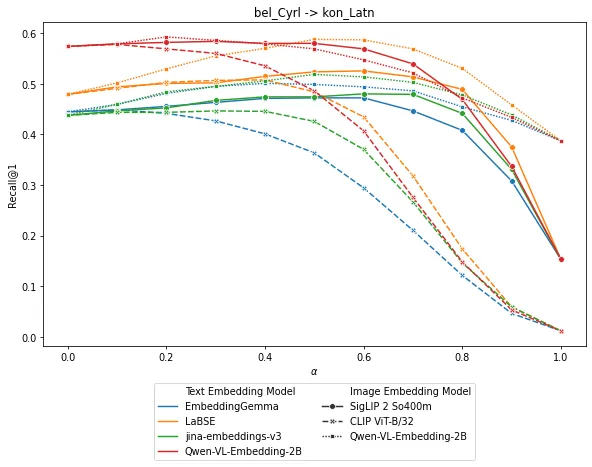 bel_Cyrl -> kon_Latn
Recall@1
0.6
0.5
0.4
0.3
0.2
0.1
0.0
0.0
0.2
0.4
0.6
0.8
1.0
α
Text Embedding Model
EmbeddingGemma
LaBSE
jina-embeddings-v3
Qwen-VL-Embedding-2B
Image Embedding Model
SigLIP 2 So400m
CLIP ViT-B/32
Qwen-VL-Embedding-2B